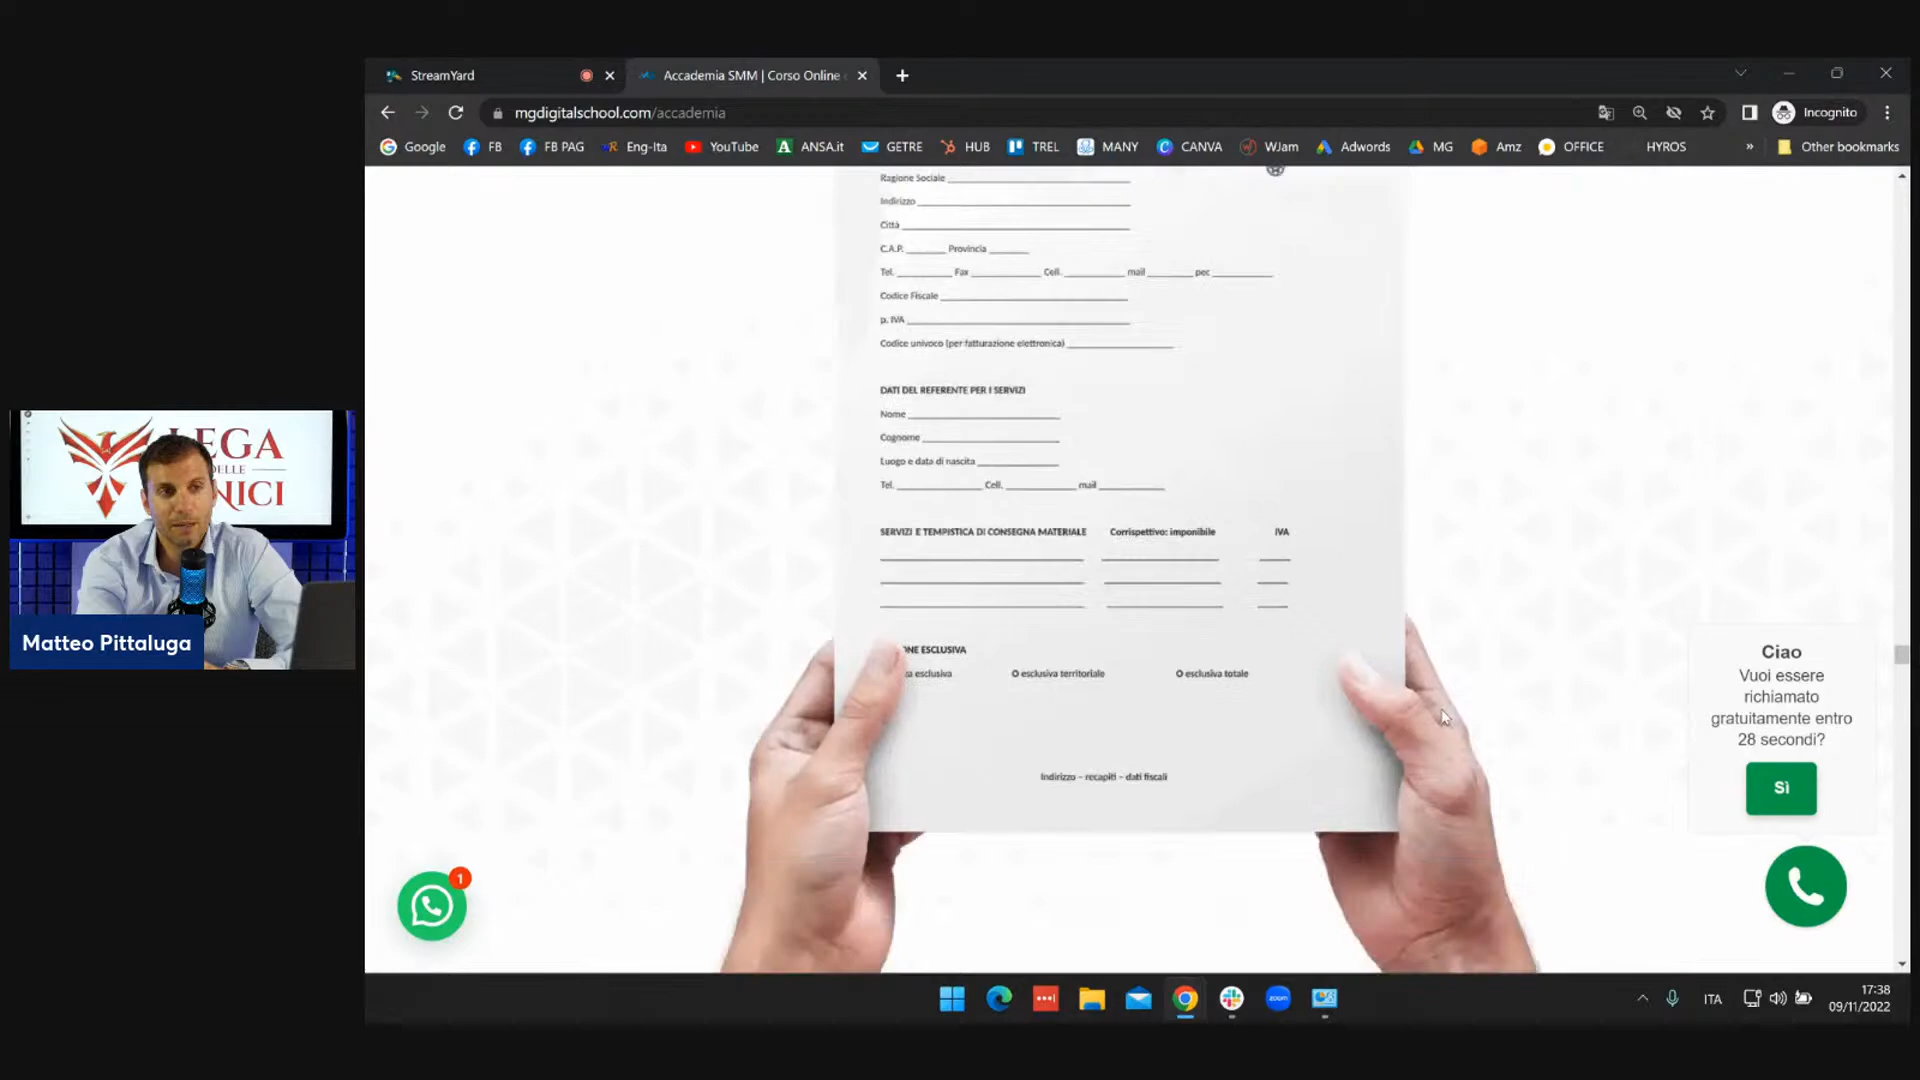 StreamYard
Accademia SMM | Corso Online
mgdigitalschool.com/accademia
Incognito
Google FB FB PAG Eng-Ita YouTube ANSA.it GETRE HUB TREL MANY CANVA WJam Adwords MG Amz OFFICE HYROS » Other bookmarks
Ragione Sociale
Indirizzo
Città
C.A.P. Provincia
Tel. Fax Cell. mail pec
Codice Fiscale
p. IVA
Codice univoco (per fatturazione elettronica)
DATI DEL REFERENTE PER I SERVIZI
Nome
Cognome
Luogo e data di nascita
Tel. Cell. mail
SERVIZI E TEMPISTICA DI CONSEGNA MATERIALE Corrispettivo: imponibile IVA
ONE ESCLUSIVA
za esclusiva O esclusiva territoriale O esclusiva totale
Indirizzo – recapiti – dati fiscali
LEGA
DELLE
NICI
Matteo Pittaluga
Ciao
Vuoi essere
richiamato
gratuitamente entro
28 secondi?
Sì
1
zoom
ITA
17:38
09/11/2022